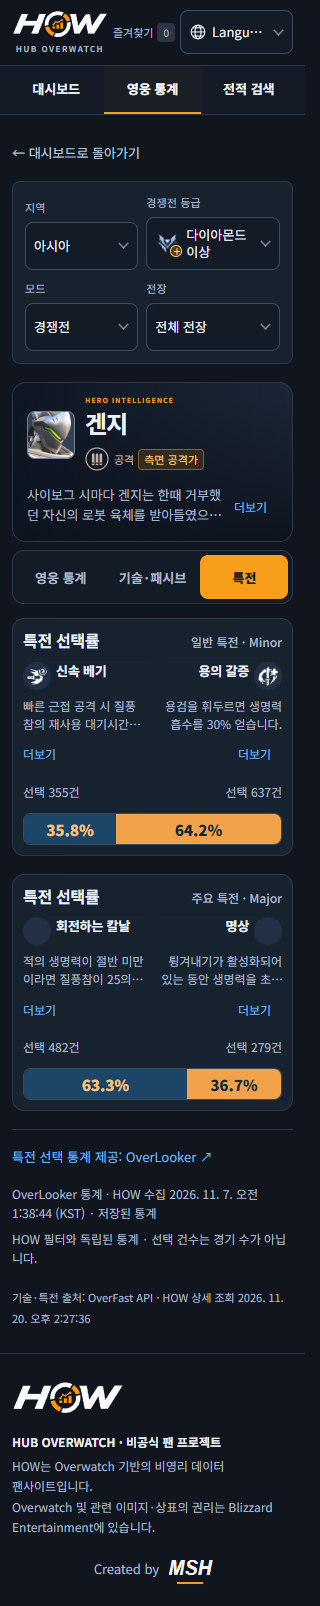 HOW
HUB OVERWATCH
즐겨찾기 0
Langu⋯
대시보드
영웅 통계
전적 검색
← 대시보드로 돌아가기
지역
경쟁전 등급
아시아
다이아몬드
이상
모드
전장
경쟁전
전체 전장
HERO INTELLIGENCE
겐지
공격 측면 공격가
사이보그 시마다 겐지는 한때 거부했
던 자신의 로봇 육체를 받아들였으⋯
더보기
영웅 통계
기술·패시브
특전
특전 선택률
일반 특전 · Minor
신속 베기
용의 갈증
빠른 근접 공격 시 질풍
참의 재사용 대기시간⋯
용검을 휘두르면 생명력
흡수를 30% 얻습니다.
더보기
더보기
선택 355건
선택 637건
35.8%
64.2%
특전 선택률
주요 특전 · Major
회전하는 칼날
명상
적의 생명력이 절반 미만
이라면 질풍참이 25의⋯
튕겨내기가 활성화되어
있는 동안 생명력을 초⋯
더보기
더보기
선택 482건
선택 279건
63.3%
36.7%
특전 선택 통계 제공: OverLooker ↗
OverLooker 통계 · HOW 수집 2026. 11. 7. 오전
1:38:44 (KST) · 저장된 통계
HOW 필터와 독립된 통계 · 선택 건수는 경기 수가 아닙
니다.
기술·특전 출처: OverFast API · HOW 상세 조회 2026. 11.
20. 오후 2:27:36
HOW
HUB OVERWATCH · 비공식 팬 프로젝트
HOW는 Overwatch 기반의 비영리 데이터
팬사이트입니다.
Overwatch 및 관련 이미지·상표의 권리는 Blizzard
Entertainment에 있습니다.
Created by MSH